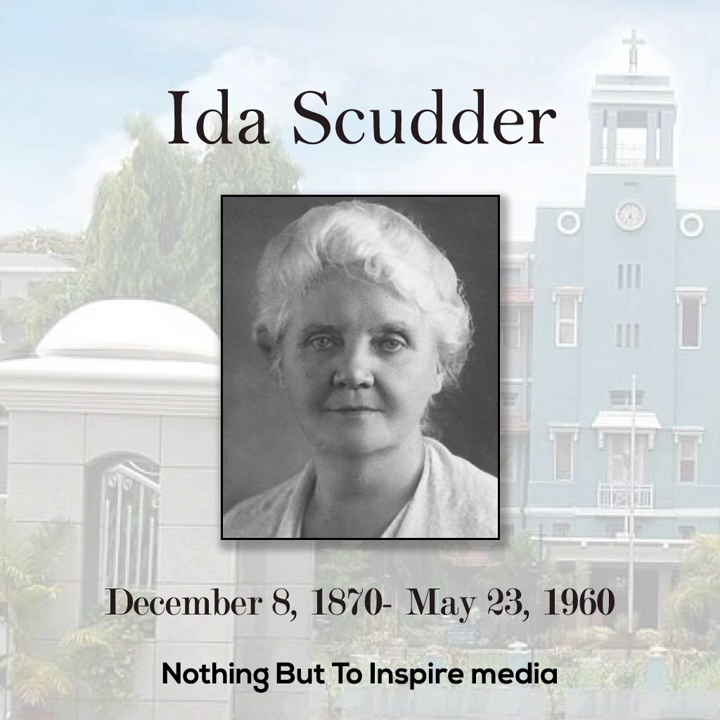 Ida Scudder
December 8, 1870- May 23, 1960
Nothing But To Inspire media